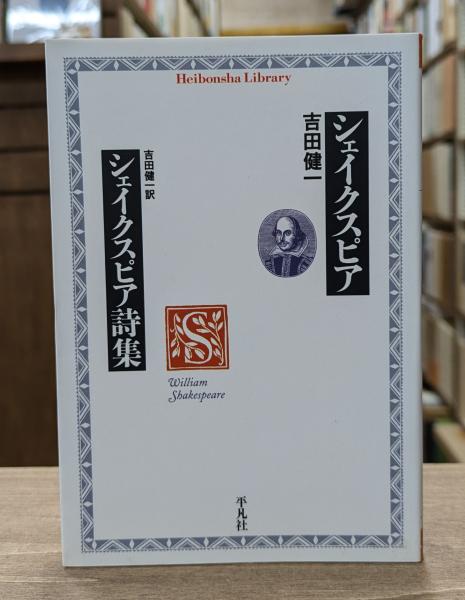 Heibonsha Library
シェイクスピア
吉田健一
吉田健一訳
シェイクスピア詩集
S
William
Shakespeare
平凡社